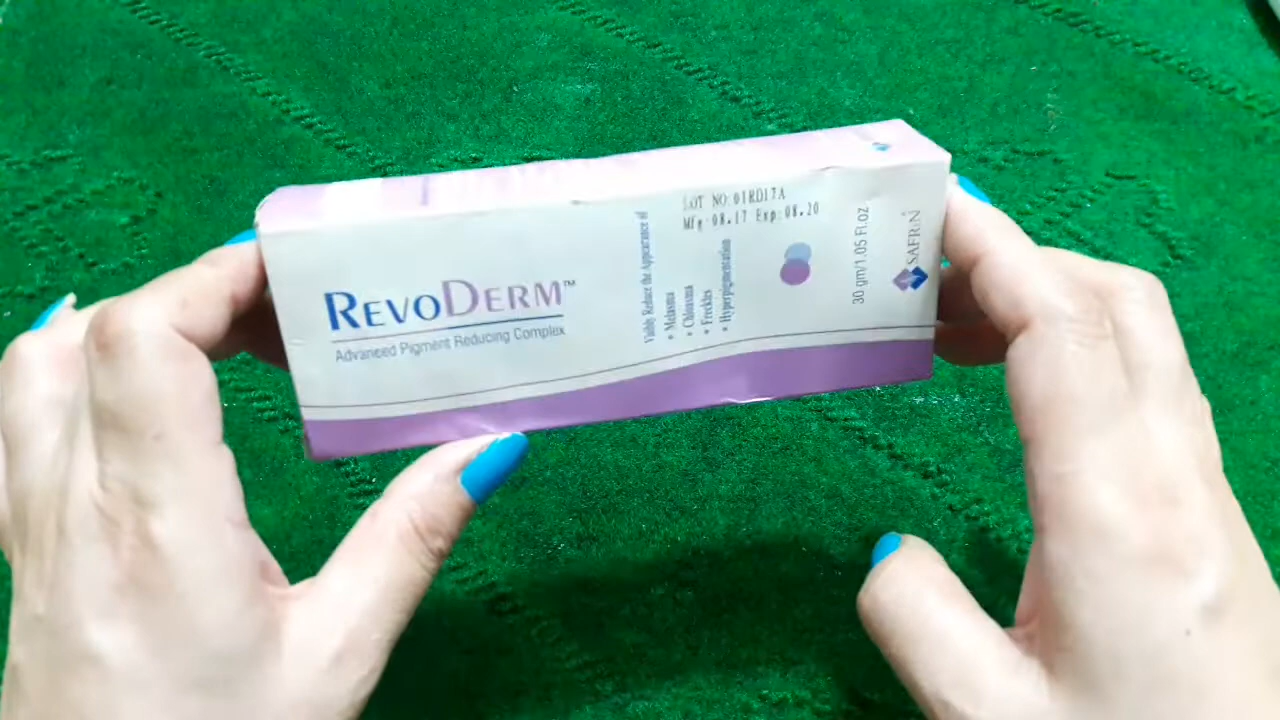 REVODERM™
Advanced Pigment Reducing Complex
Visibly Reduce the Appearance of
• Melasma
• Chloasma
• Freckles
• Hyperpigmentation
LOT NO:01RD17A
Mfg:08.17 Exp:08.20
30 gm/1.05 Fl.oz.
SAFRIN